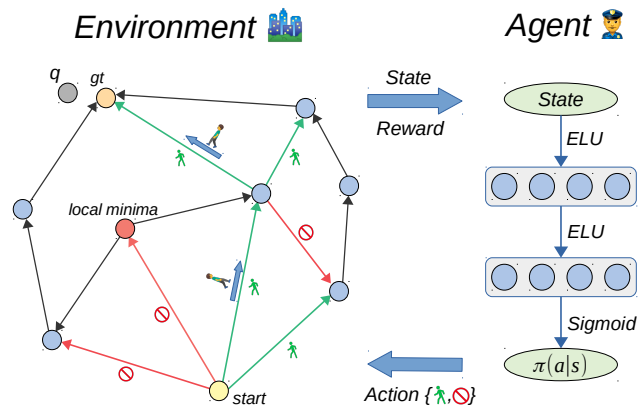 Environment
Agent
q
gt
State
Reward
State
ELU
local minima
ELU
Sigmoid
start
Action {🚶,🚫}
π(a|s)